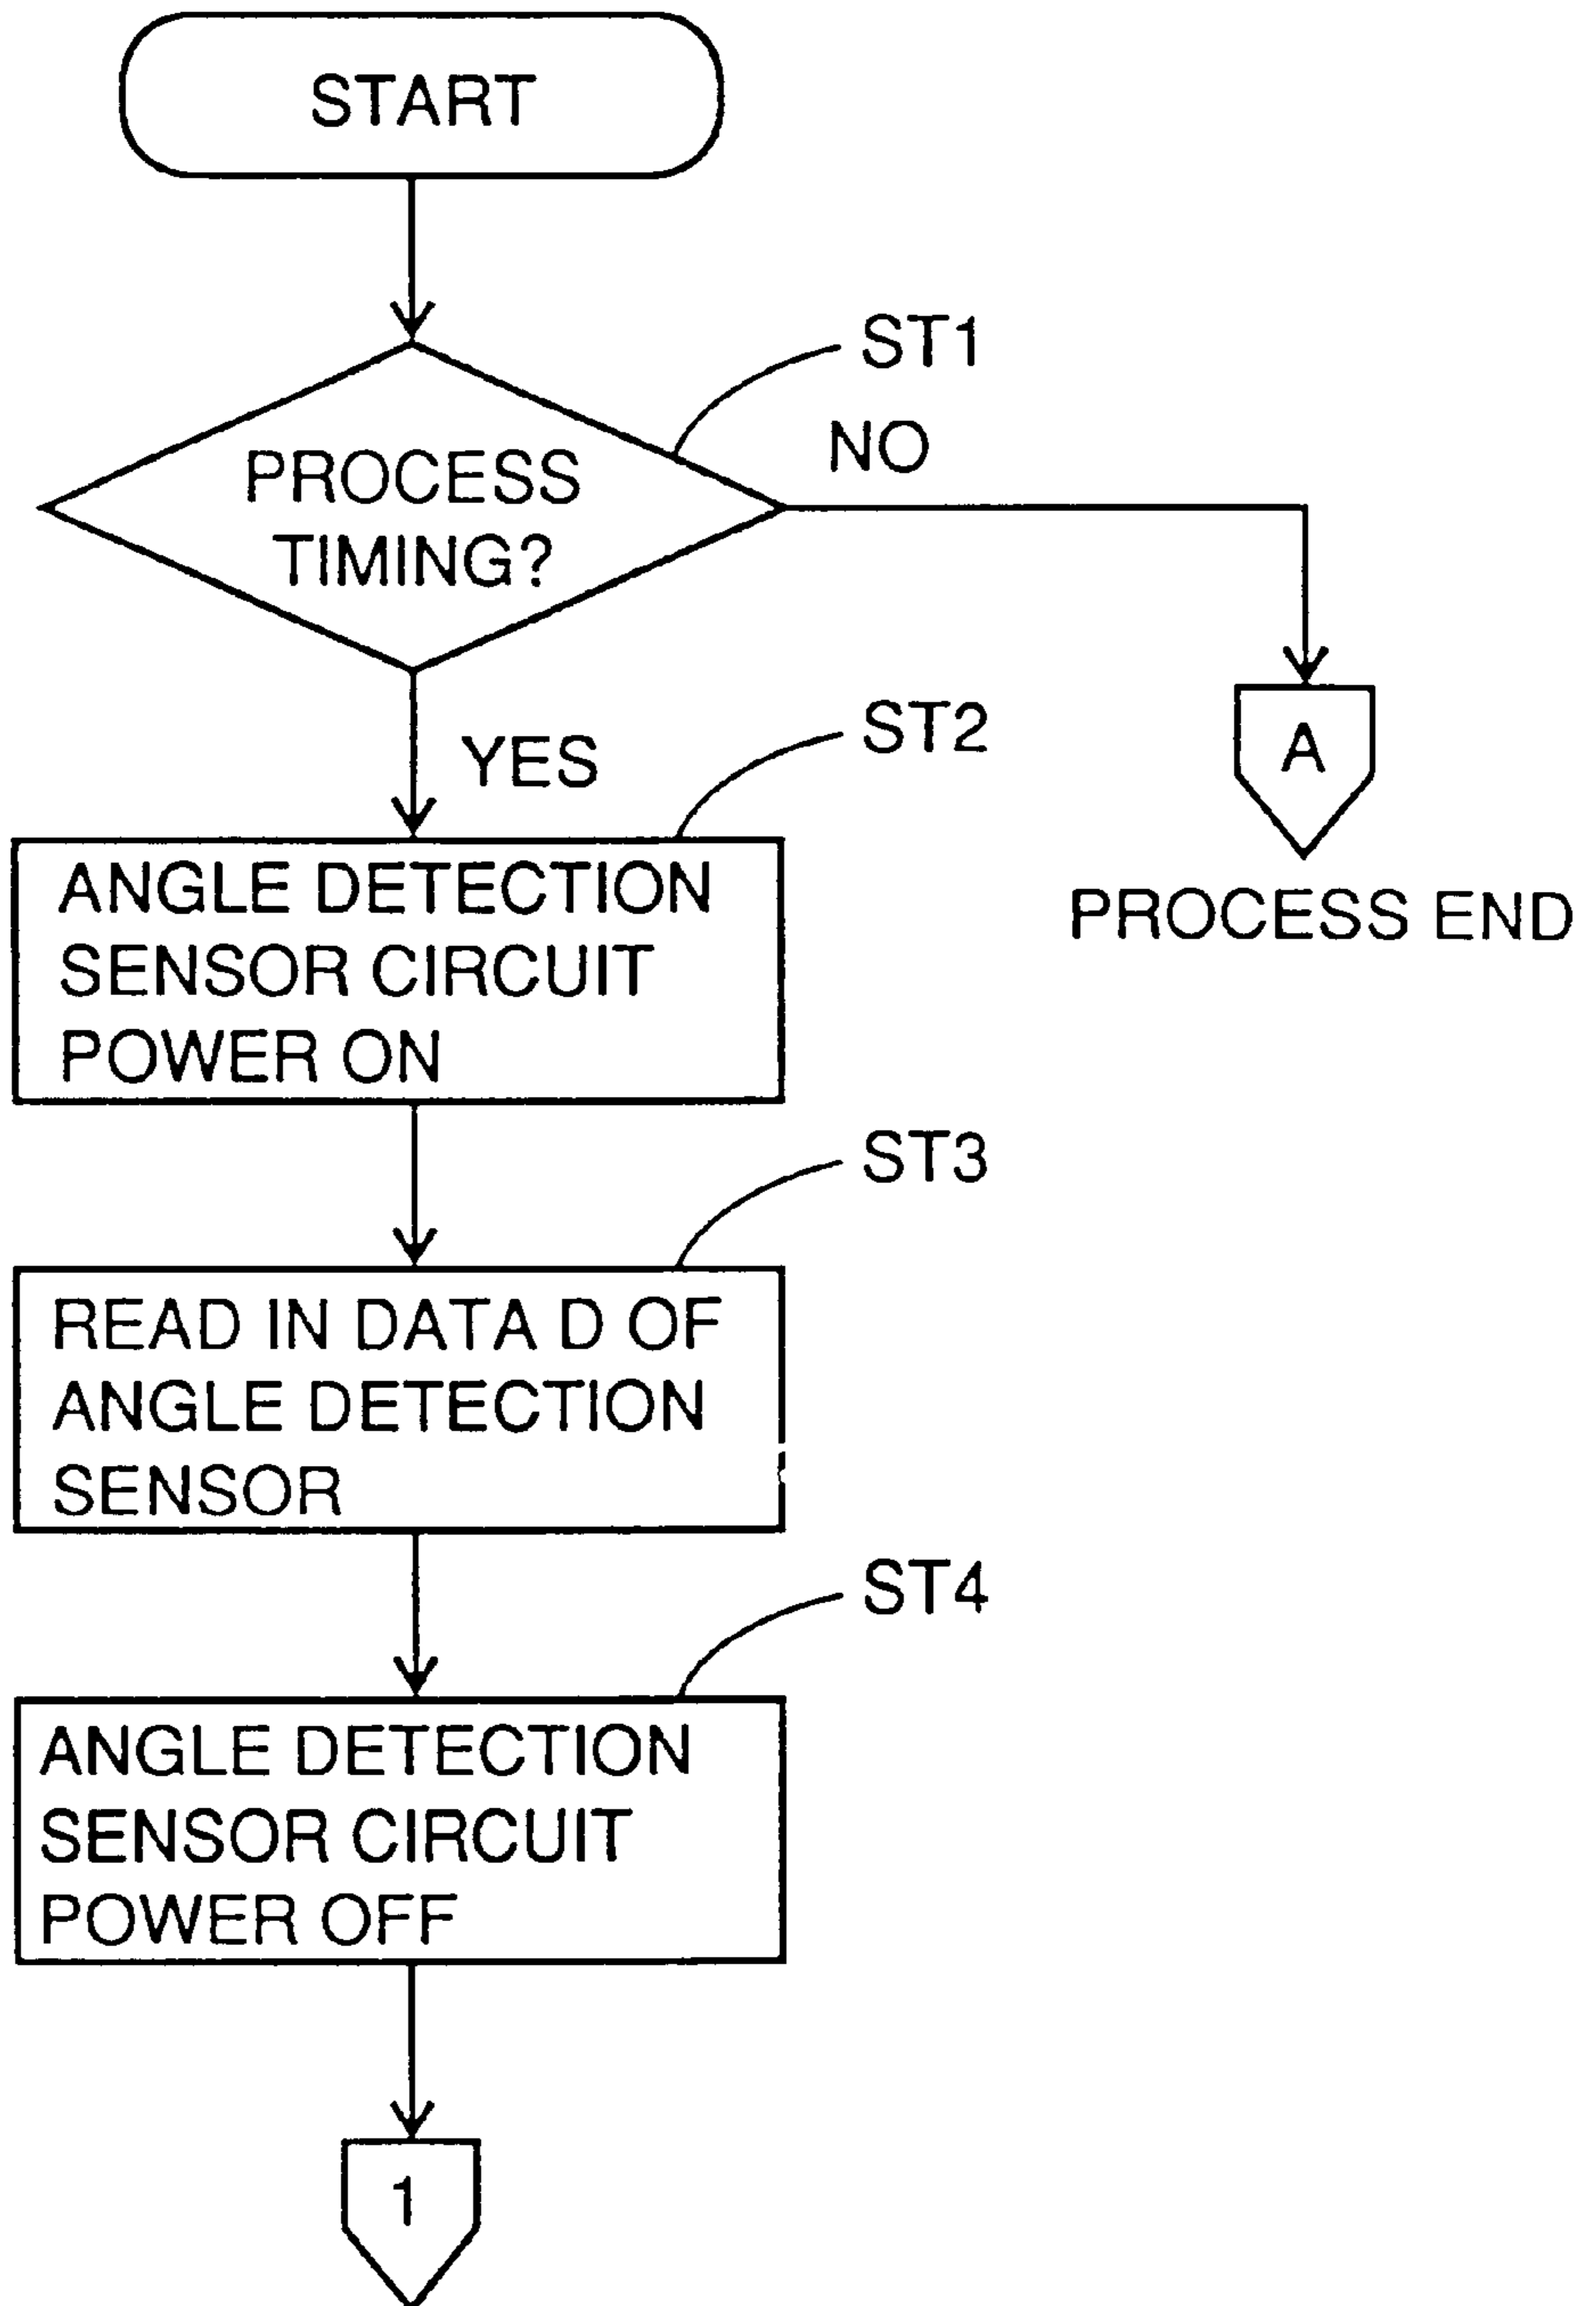 START
ST1
NO
PROCESS
TIMING?
YES
ST2
A
PROCESS END
ANGLE DETECTION
SENSOR CIRCUIT
POWER ON
ST3
READ IN DATA D OF
ANGLE DETECTION
SENSOR
ST4
ANGLE DETECTION
SENSOR CIRCUIT
POWER OFF
1